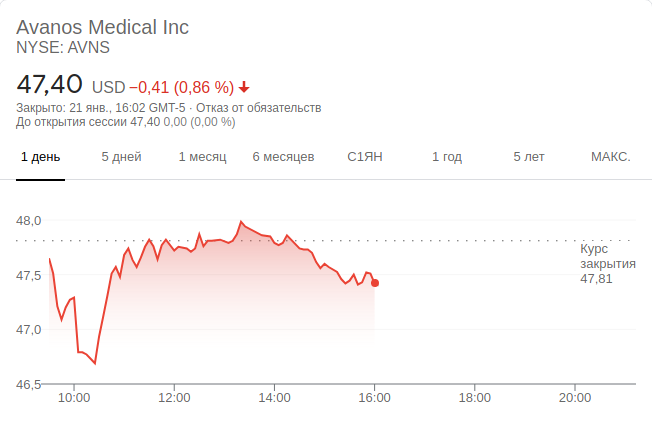 Avanos Medical Inc
NYSE: AVNS
47,40 USD −0,41 (0,86 %)
Закрыто: 21 янв., 16:02 GMT-5 · Отказ от обязательств
До открытия сессии 47,40 0,00 (0,00 %)
1 день 5 дней 1 месяц 6 месяцев С1ЯН 1 год 5 лет МАКС.
48,0
Курс
закрытия
47,81
47,5
47,0
46,5
10:00 12:00 14:00 16:00 18:00 20:00